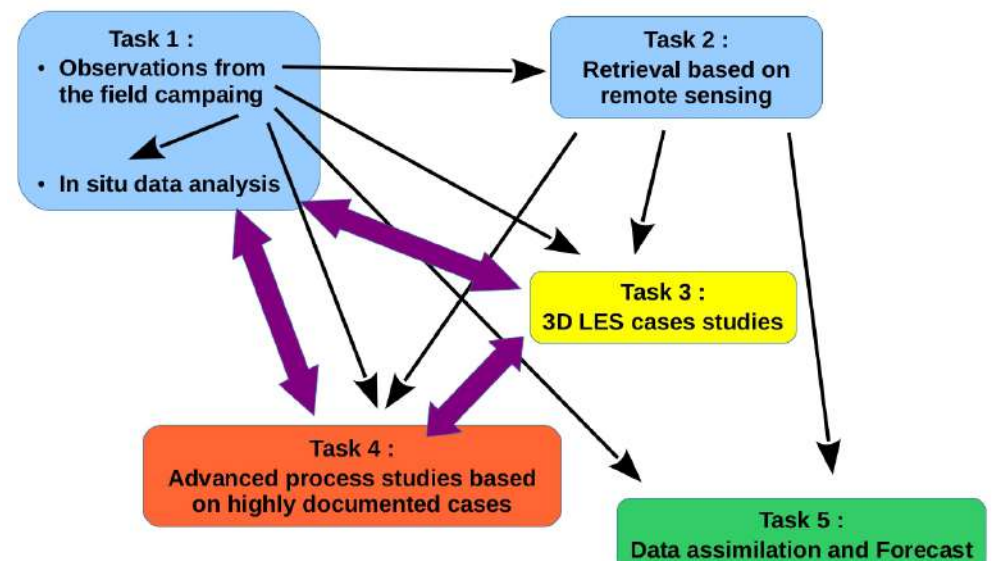 Task 1 :
• Observations from
the field campaing
• In situ data analysis
Task 2 :
Retrieval based on
remote sensing
Task 3 :
3D LES cases studies
Task 4 :
Advanced process studies based
on highly documented cases
Task 5 :
Data assimilation and Forecast